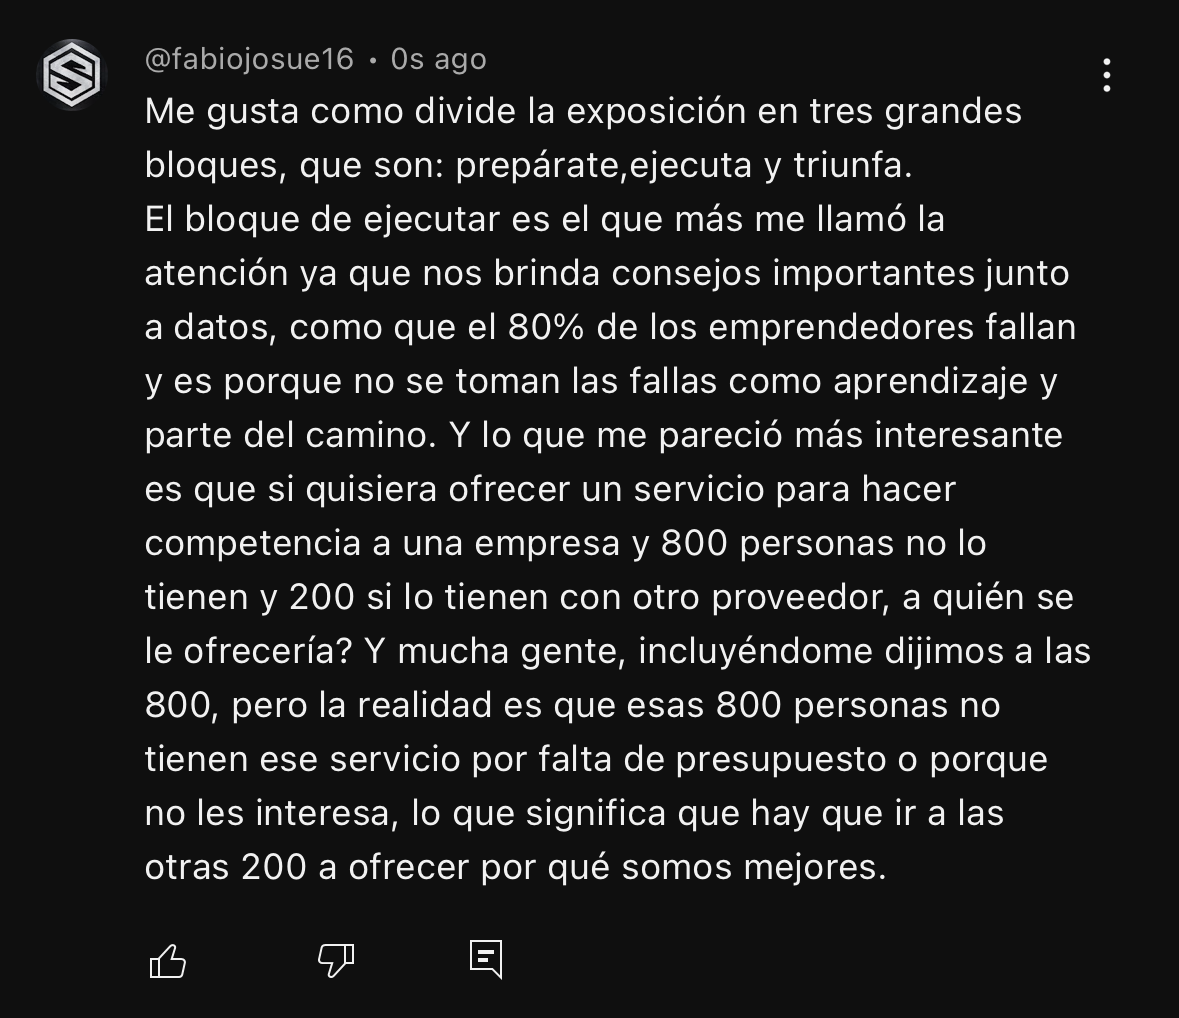 @fabiojosue16 • 0s ago
Me gusta como divide la exposición en tres grandes
bloques, que son: prepárate,ejecuta y triunfa.
El bloque de ejecutar es el que más me llamó la
atención ya que nos brinda consejos importantes junto
a datos, como que el 80% de los emprendedores fallan
y es porque no se toman las fallas como aprendizaje y
parte del camino. Y lo que me pareció más interesante
es que si quisiera ofrecer un servicio para hacer
competencia a una empresa y 800 personas no lo
tienen y 200 si lo tienen con otro proveedor, a quién se
le ofrecería? Y mucha gente, incluyéndome dijimos a las
800, pero la realidad es que esas 800 personas no
tienen ese servicio por falta de presupuesto o porque
no les interesa, lo que significa que hay que ir a las
otras 200 a ofrecer por qué somos mejores.